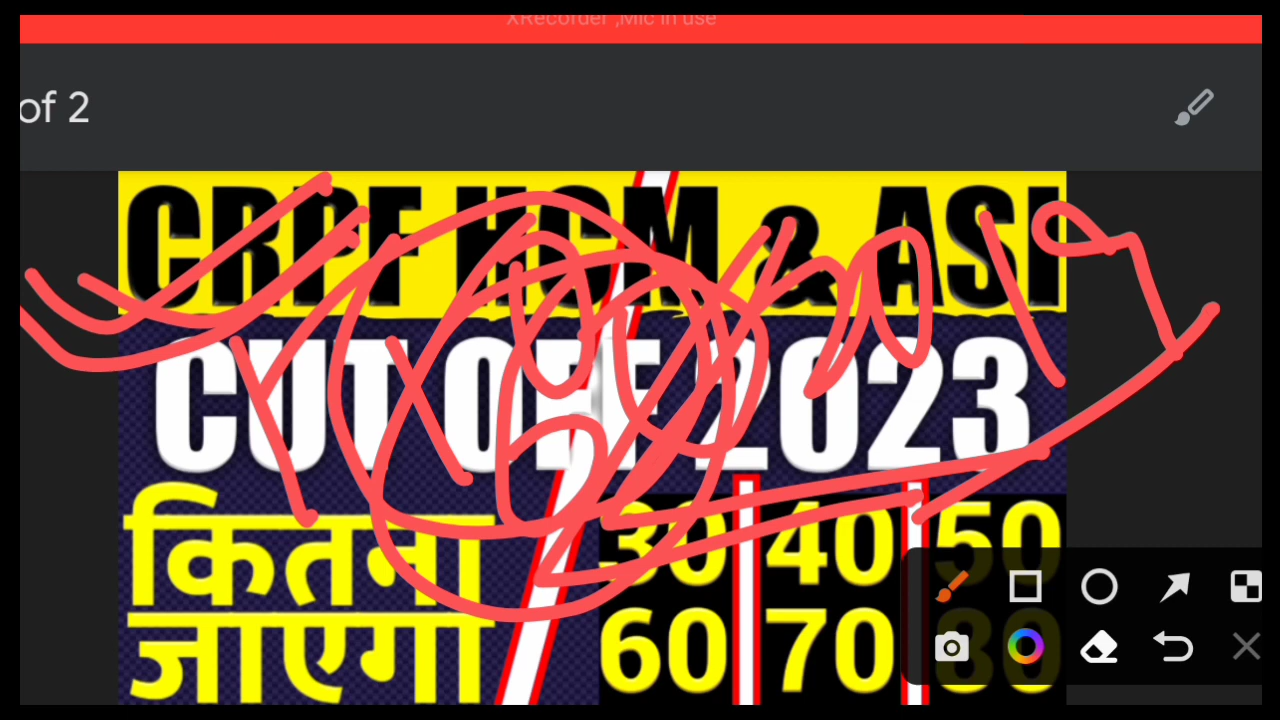 XRecorder ,Mic in use
of 2
CRPF HCM & ASI
CUT OFF 2023
कितना 30 40 50
जाएगा 60 70 80